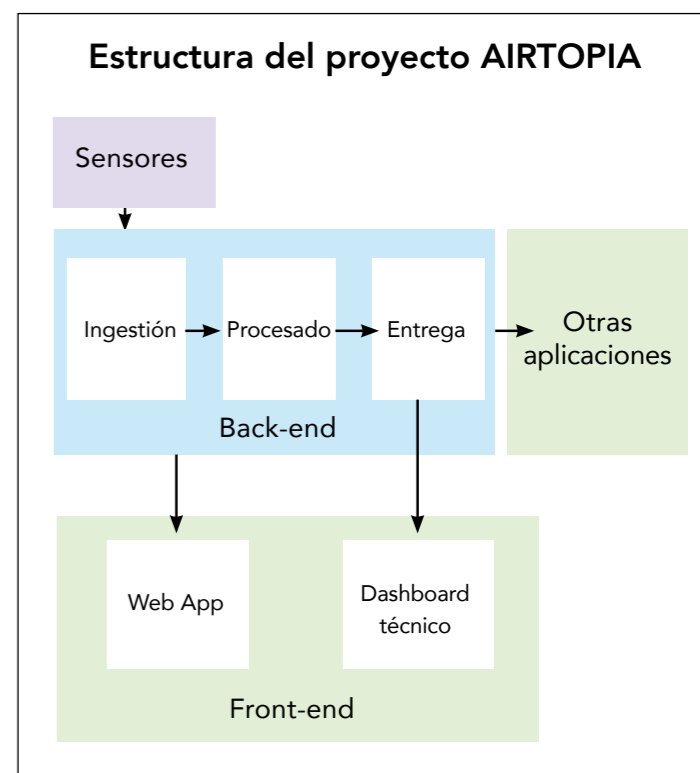 Estructura del proyecto AIRTOPIA
Sensores
Ingestión
Procesado
Entrega
Back-end
Otras
aplicaciones
Web App
Dashboard
técnico
Front-end